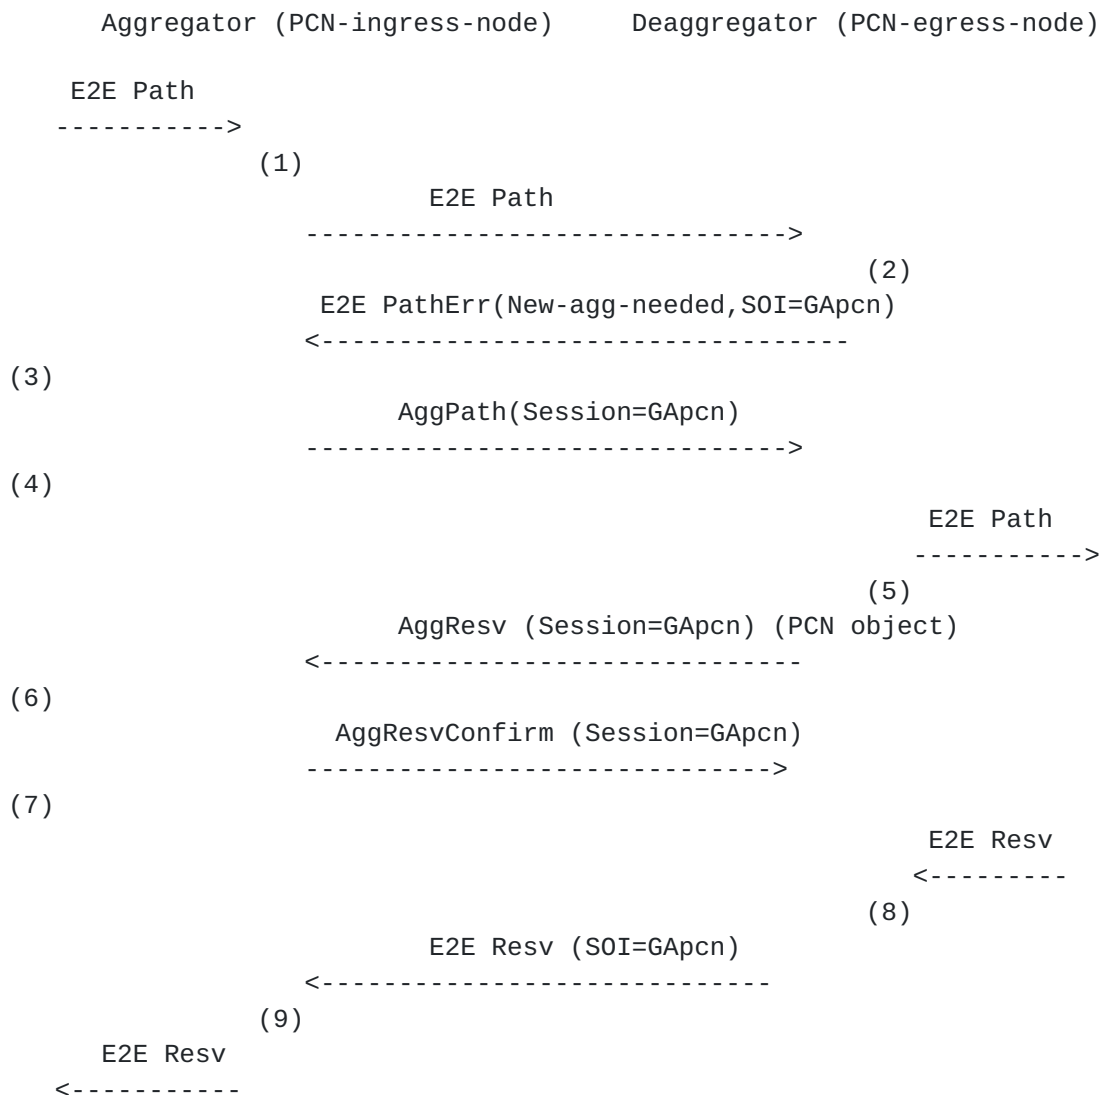 Aggregator (PCN-ingress-node)     Deaggregator (PCN-egress-node)
E2E Path
----------->
(1)
E2E Path
------------------------------->
(2)
E2E PathErr(New-agg-needed,SOI=GApcn)
<----------------------------------
(3)
AggPath(Session=GApcn)
------------------------------->
(4)
E2E Path
----------->
(5)
AggResv (Session=GApcn) (PCN object)
<-------------------------------
(6)
AggResvConfirm (Session=GApcn)
------------------------------>
(7)
E2E Resv
<---------
(8)
E2E Resv (SOI=GApcn)
<-----------------------------
(9)
E2E Resv
<-----------